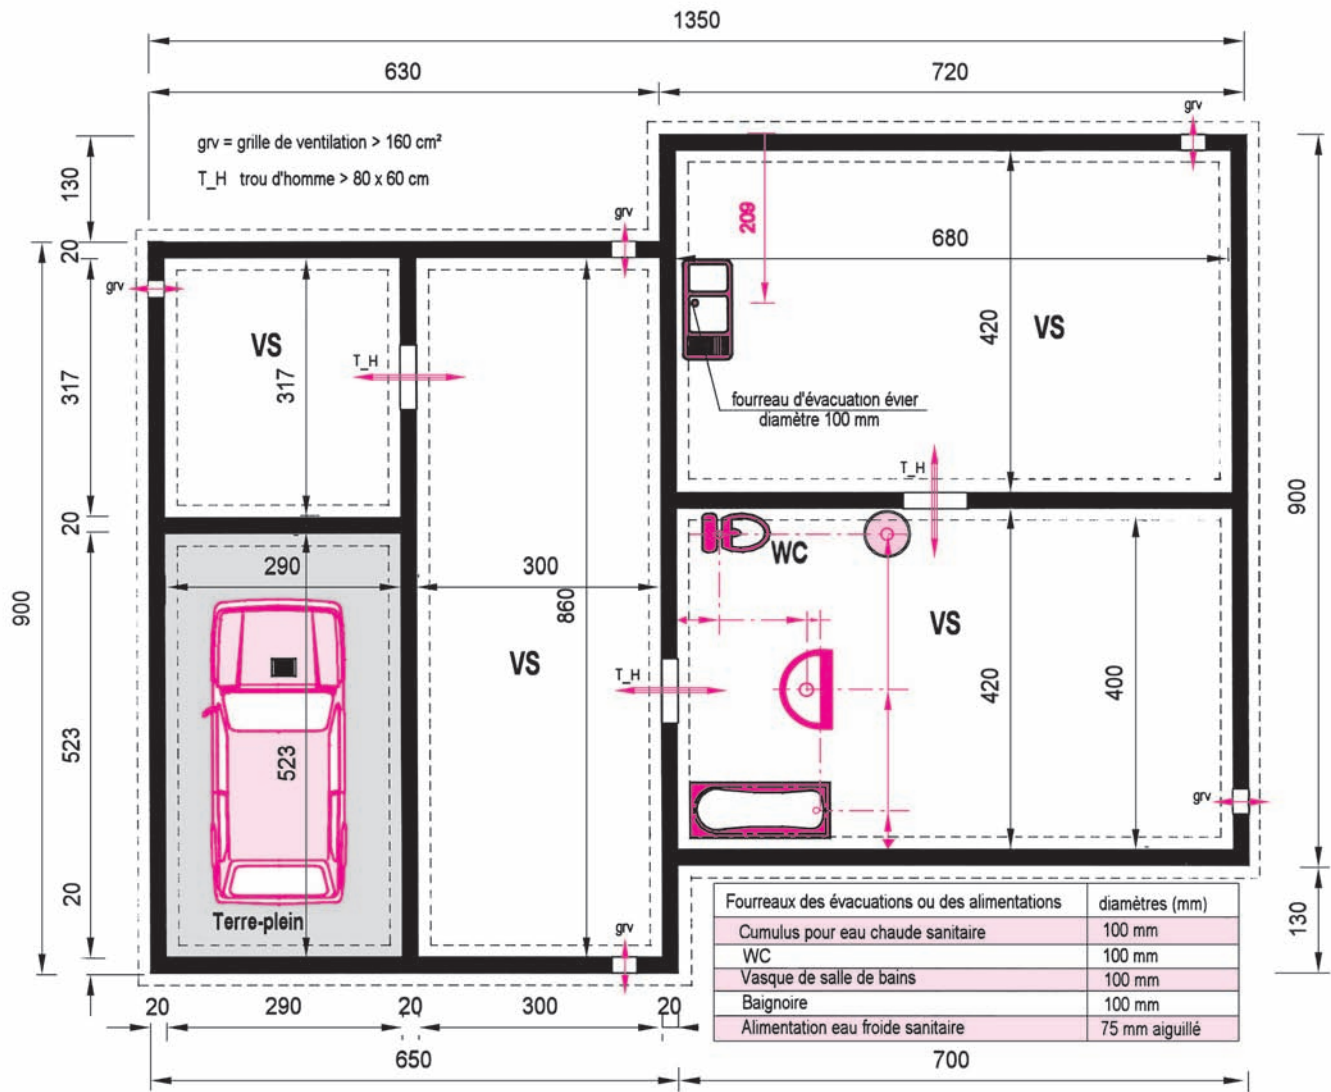 1350
630
720
grv
grv = grille de ventilation > 160 cm²
T_H trou d'homme > 80 x 60 cm
130
209
grv
20
680
grv
VS
T_H
317
317
420
VS
fourreau d'évacuation évier
diamètre 100 mm
T_H
900
20
WC
290
300
860
900
VS
VS
T_H
420
400
523
523
grv
20
Terre-plein
grv
130
Fourreaux des évacuations ou des alimentations diamètres (mm)
Cumulus pour eau chaude sanitaire 100 mm
WC 100 mm
Vasque de salle de bains 100 mm
Baignoire 100 mm
Alimentation eau froide sanitaire 75 mm aiguillé
20 290 20 300 20
650
700